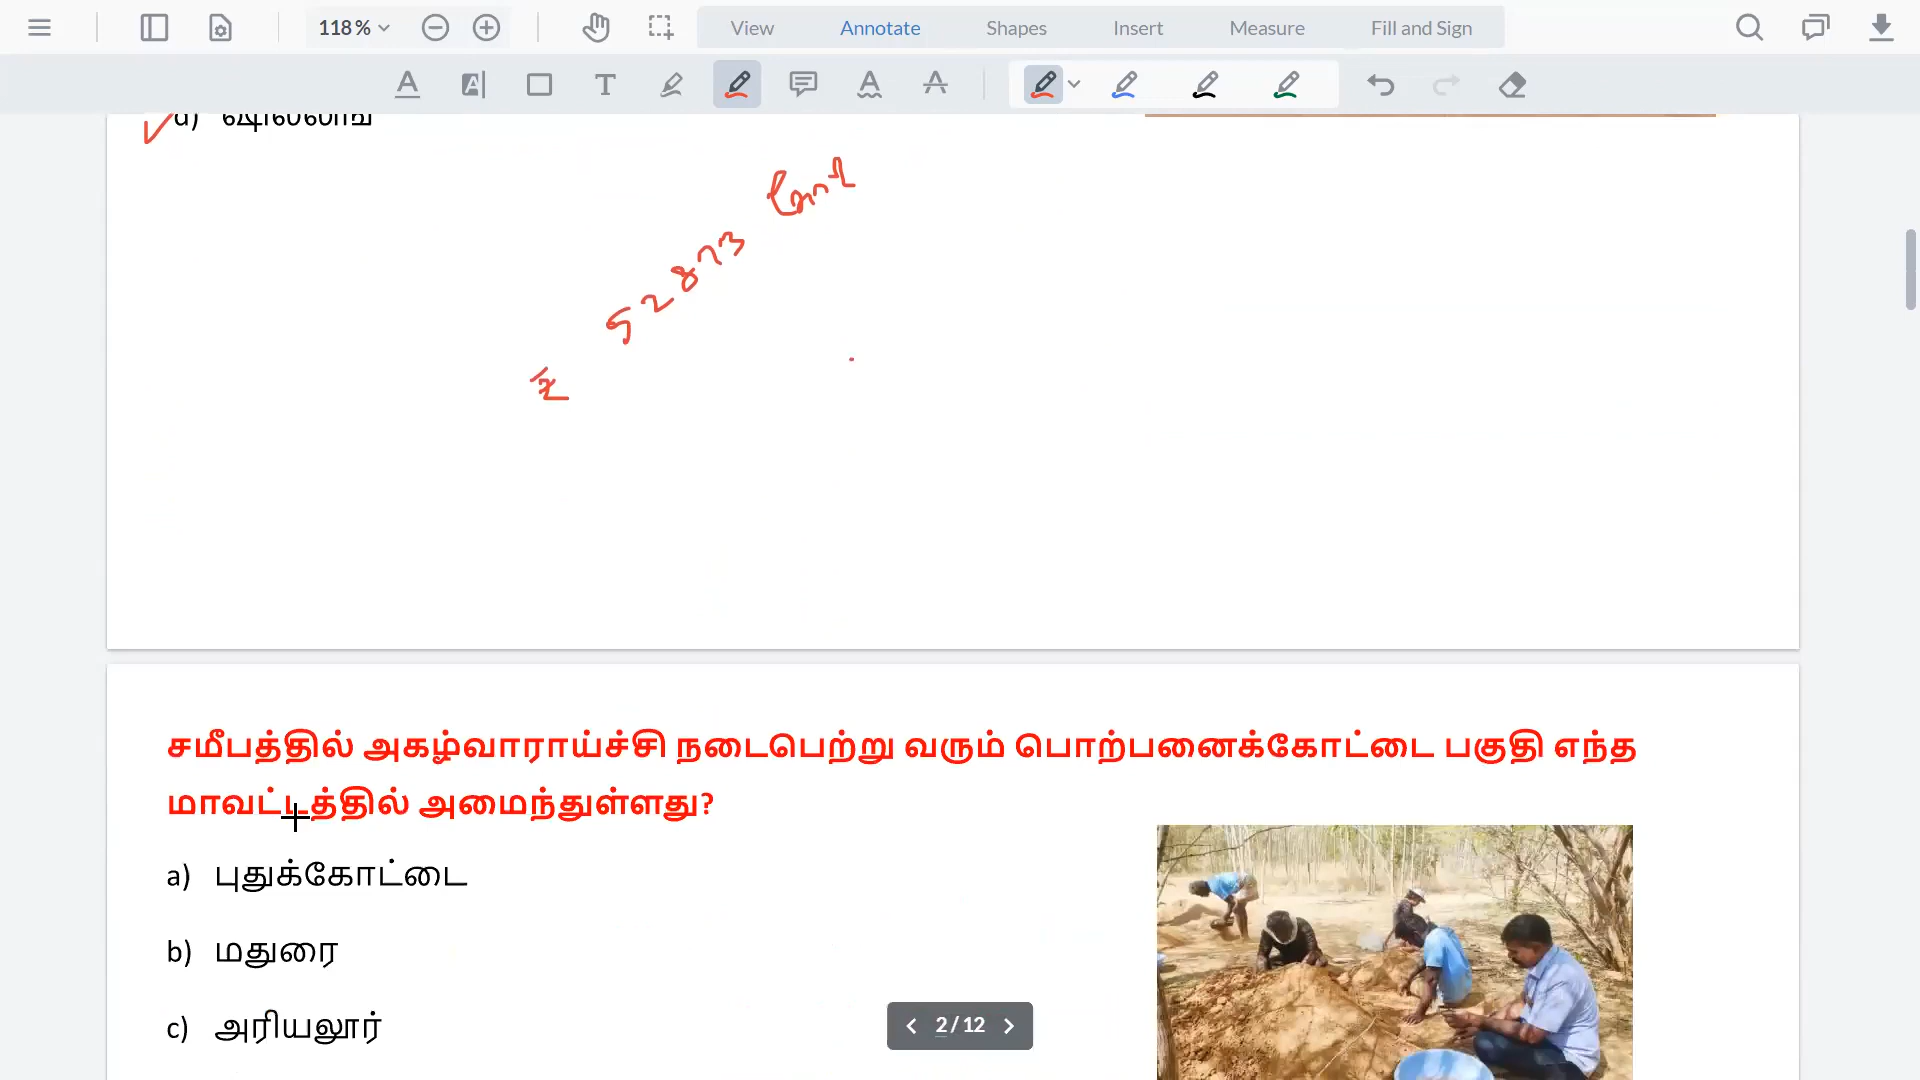 118%
View
Annotate
Shapes
Insert
Measure
Fill and Sign
d) ஷில்லாங்
₹ 52873 கோடி
சமீபத்தில் அகழ்வாராய்ச்சி நடைபெற்று வரும் பொற்பனைக்கோட்டை பகுதி எந்த
மாவட்டத்தில் அமைந்துள்ளது?
a) புதுக்கோட்டை
b) மதுரை
c) அரியலூர்
2/12